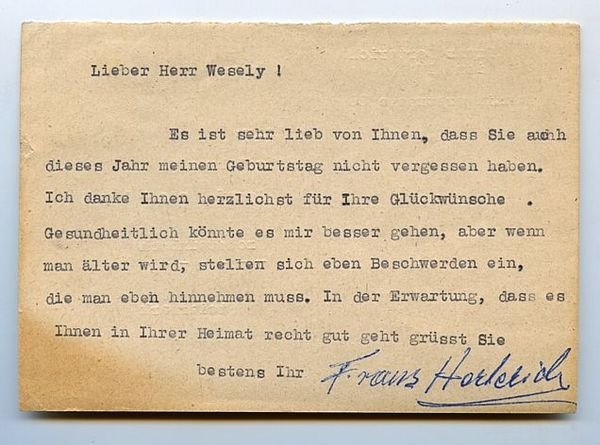 Lieber Herr Wesely !
Es ist sehr lieb von Ihnen, dass Sie auch
dieses Jahr meinen Geburtstag nicht vergessen haben.
Ich danke Ihnen herzlichst für Ihre Glückwünsche .
Gesundheitlich könnte es mir besser gehen, aber wenn
man älter wird, stellen sich eben Beschwerden ein,
die man eben hinnehmen muss. In der Erwartung, dass es
Ihnen in Ihrer Heimat recht gut geht grüsst Sie
bestens Ihr Franz Herterich